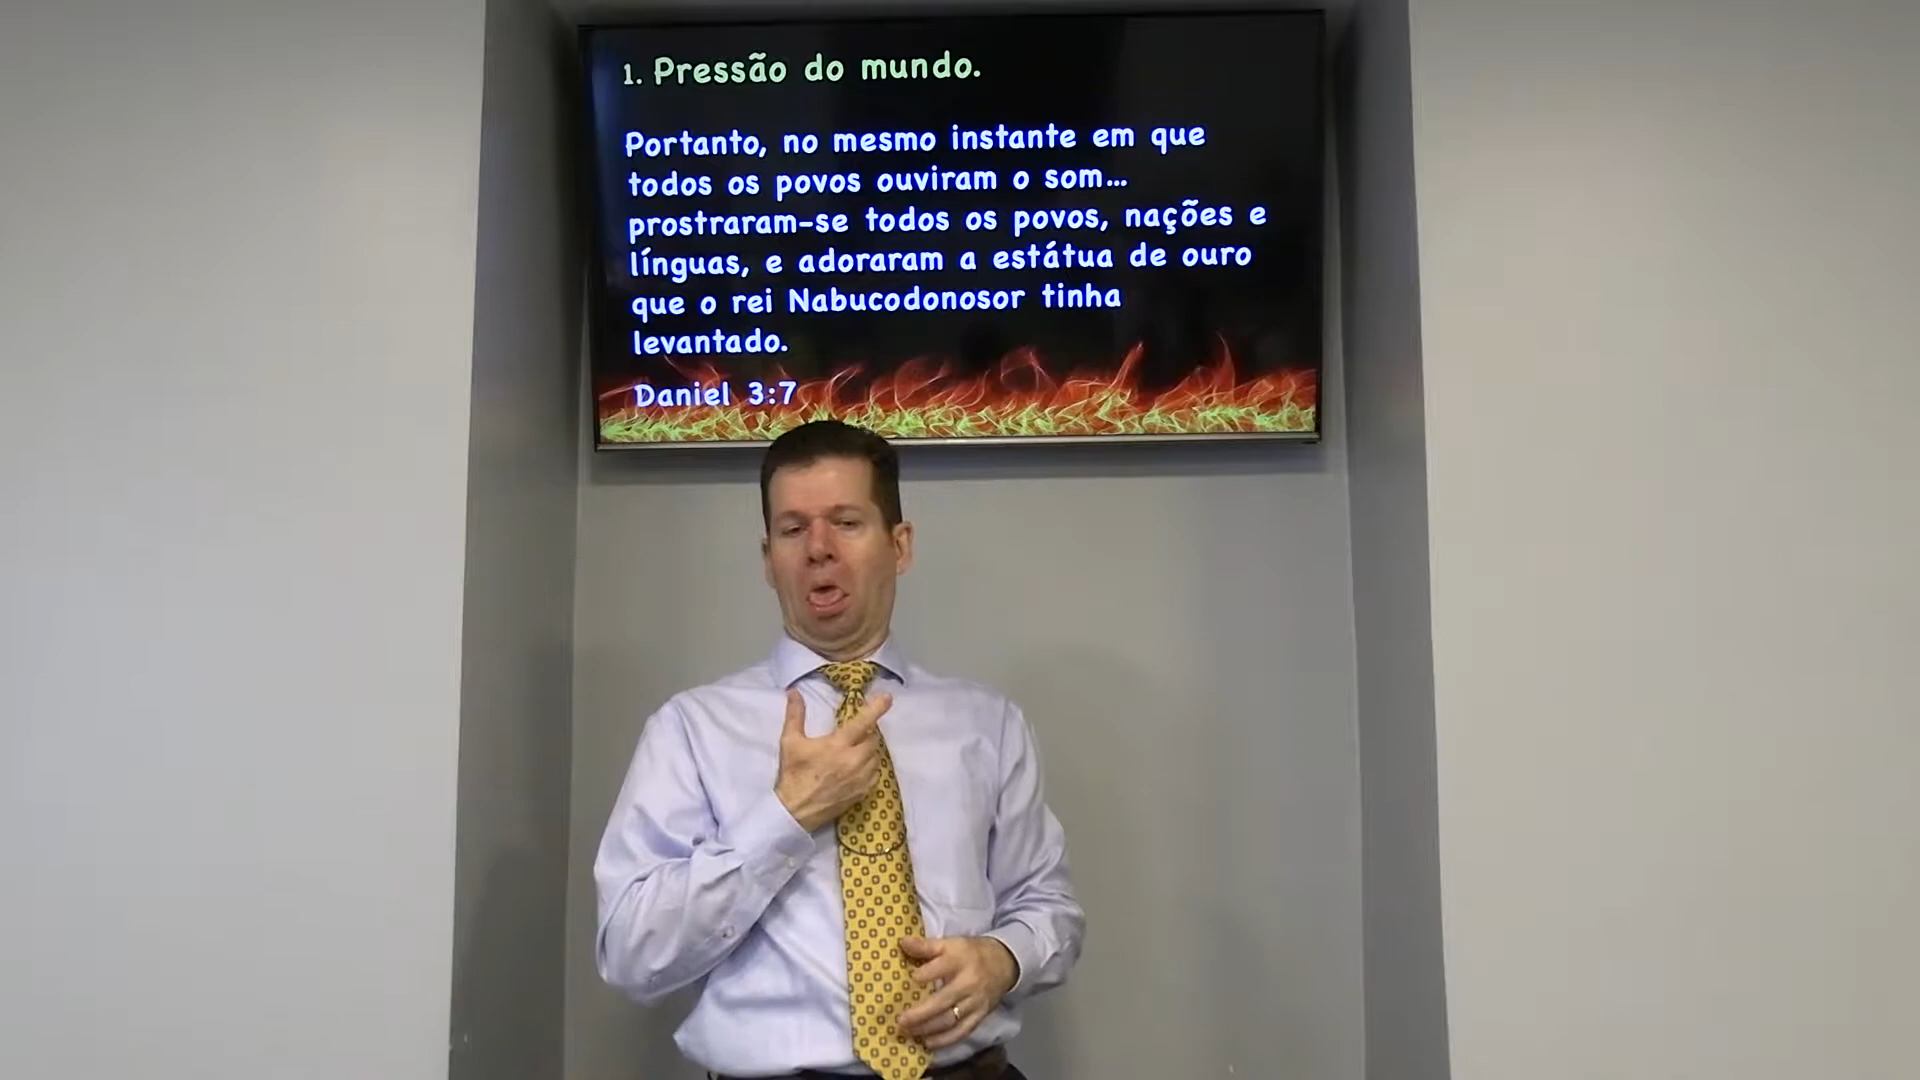 1. Pressão do mundo.
Portanto, no mesmo instante em que
todos os povos ouviram o som...
prostraram-se todos os povos, nações e
línguas, e adoraram a estátua de ouro
que o rei Nabucodonosor tinha
levantado.
Daniel 3:7